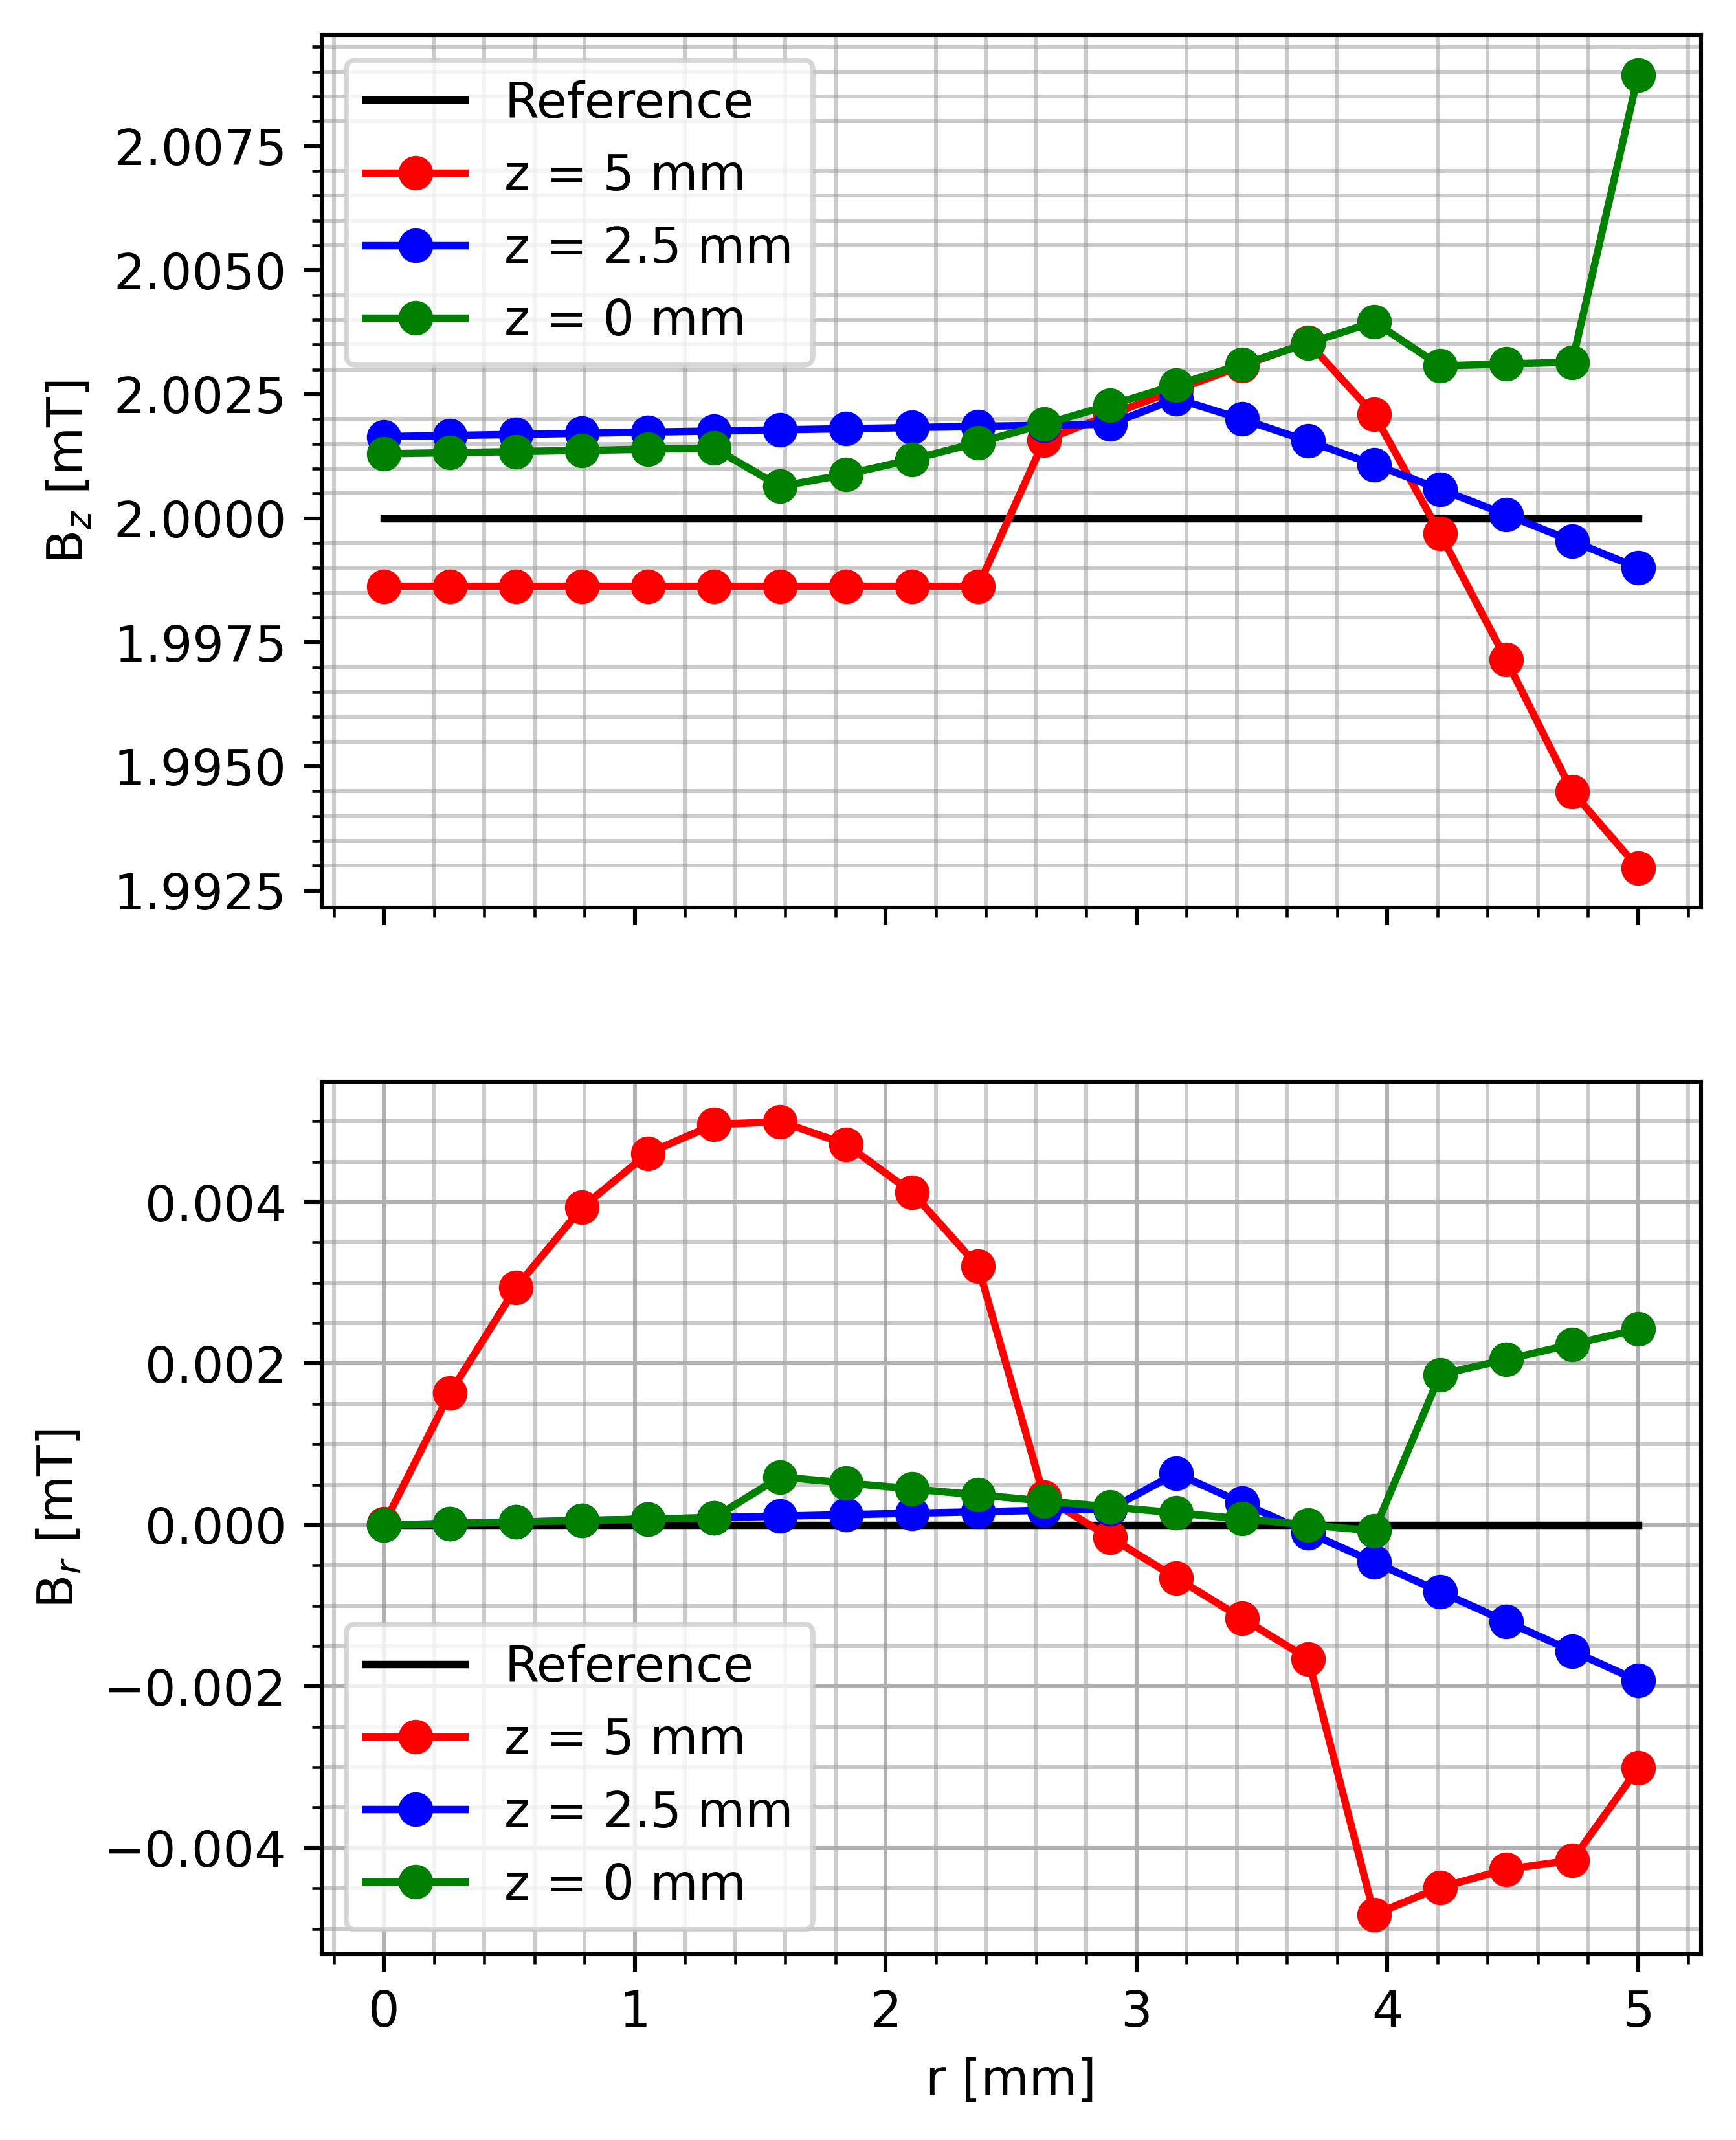 Reference
z = 5 mm
z = 2.5 mm
z = 0 mm
2.0075
2.0050
2.0025
2.0000
1.9975
1.9950
1.9925
B_z [mT]
0.004
0.002
0.000
−0.002
−0.004
B_r [mT]
Reference
z = 5 mm
z = 2.5 mm
z = 0 mm
0 1 2 3 4 5
r [mm]